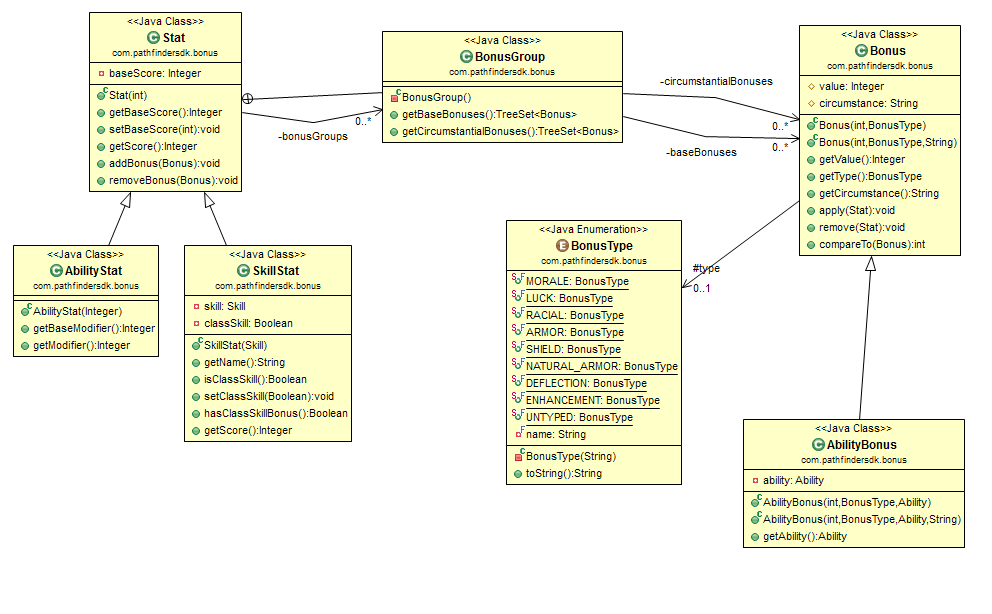 <<Java Class>>
Stat
com.pathfindersdk.bonus
baseScore: Integer
Stat(int)
getBaseScore():Integer
setBaseScore(int):void
getScore():Integer
addBonus(Bonus):void
removeBonus(Bonus):void
<<Java Class>>
BonusGroup
com.pathfindersdk.bonus
BonusGroup()
getBaseBonuses():TreeSet<Bonus>
getCircumstantialBonuses():TreeSet<Bonus>
-bonusGroups
0..*
-circumstantialBonuses
0..*
-baseBonuses
0..*
<<Java Class>>
Bonus
com.pathfindersdk.bonus
value: Integer
circumstance: String
Bonus(int,BonusType)
Bonus(int,BonusType,String)
getValue():Integer
getType():BonusType
getCircumstance():String
apply(Stat):void
remove(Stat):void
compareTo(Bonus):int
<<Java Class>>
AbilityStat
com.pathfindersdk.bonus
AbilityStat(Integer)
getBaseModifier():Integer
getModifier():Integer
<<Java Class>>
SkillStat
com.pathfindersdk.bonus
skill: Skill
classSkill: Boolean
SkillStat(Skill)
getName():String
isClassSkill():Boolean
setClassSkill(Boolean):void
hasClassSkillBonus():Boolean
getScore():Integer
<<Java Enumeration>>
BonusType
com.pathfindersdk.bonus
MORALE: BonusType
LUCK: BonusType
RACIAL: BonusType
ARMOR: BonusType
SHIELD: BonusType
NATURAL_ARMOR: BonusType
DEFLECTION: BonusType
ENHANCEMENT: BonusType
UNTYPED: BonusType
name: String
BonusType(String)
toString():String
#type
0..1
<<Java Class>>
AbilityBonus
com.pathfindersdk.bonus
ability: Ability
AbilityBonus(int,BonusType,Ability)
AbilityBonus(int,BonusType,Ability,String)
getAbility():Ability